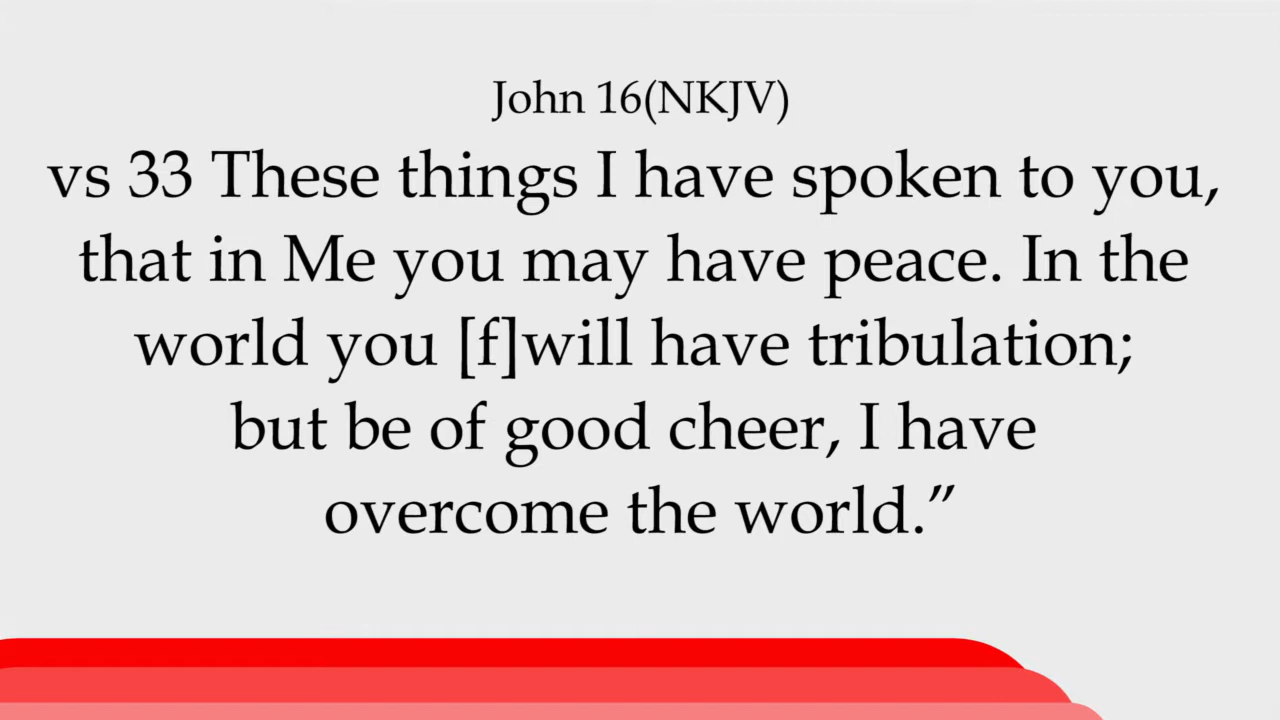 John 16(NKJV)
vs 33 These things I have spoken to you,
that in Me you may have peace. In the
world you [f]will have tribulation;
but be of good cheer, I have
overcome the world.”